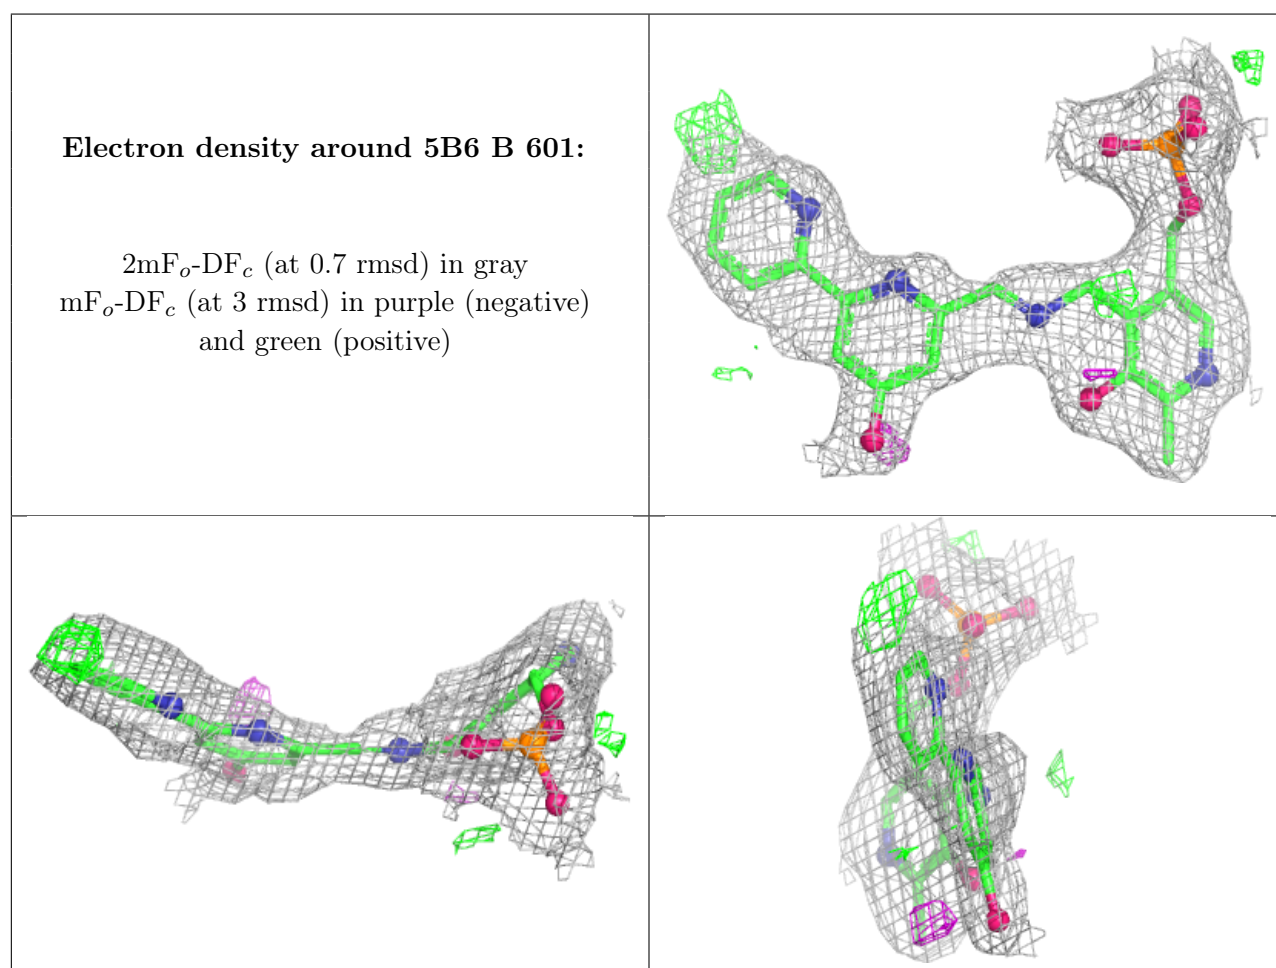 Electron density around 5B6 B 601:
2mFo-DFc (at 0.7 rmsd) in gray
mFo-DFc (at 3 rmsd) in purple (negative)
and green (positive)